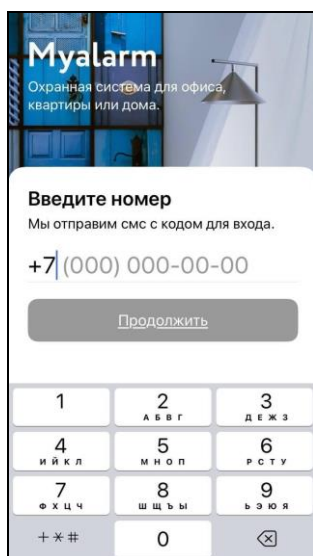 Myalarm
Охранная система для офиса,
квартиры или дома.
Введите номер
Мы отправим смс с кодом для входа.
+7 (000) 000-00-00
Продолжить
1 2 3
АБВГ ДЕЖЗ
4 5 6
ИЙКЛ МНОП РСТУ
7 8 9
ФХЦЧ ШЩЪЫ ЬЭЮЯ
+*# 0